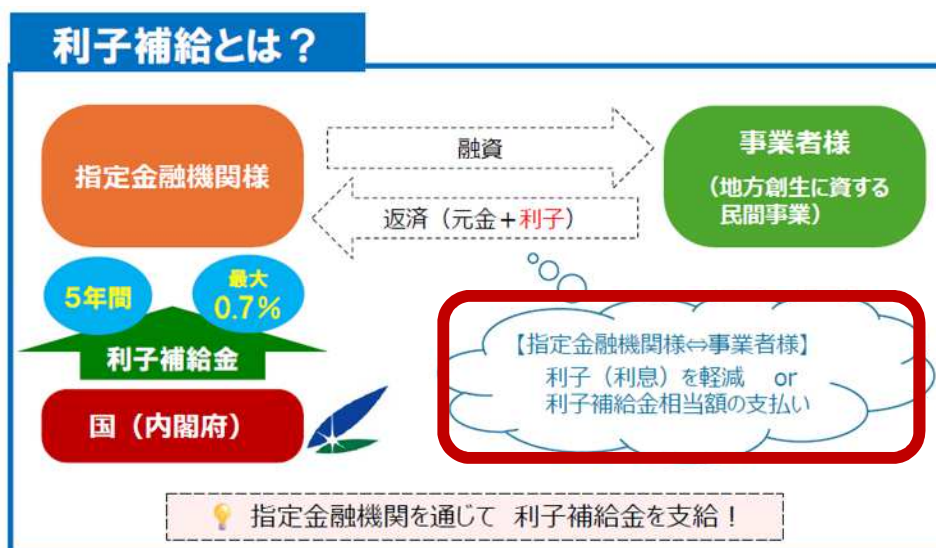 利子補給とは？
指定金融機関様
融資
事業者様
（地方創生に資する
民間事業）
返済（元金＋利子）
5年間
最大
0.7%
利子補給金
国（内閣府）
【指定金融機関様⇔事業者様】
利子（利息）を軽減　or
利子補給金相当額の支払い
指定金融機関を通じて 利子補給金を支給！